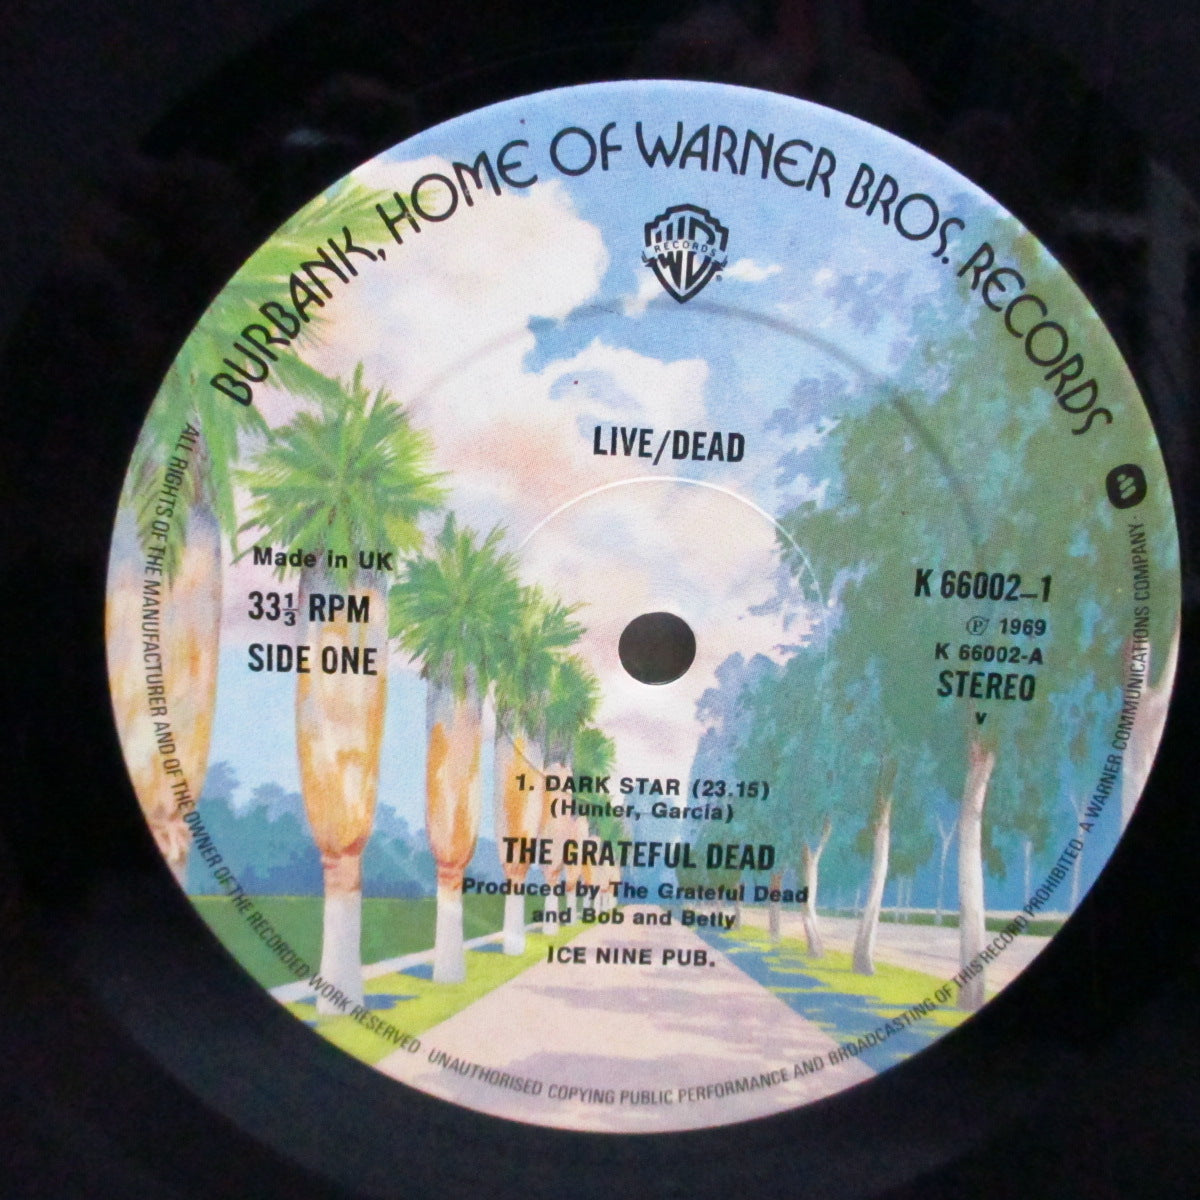 BURBANK, HOME OF WARNER BROS. RECORDS
RECORDS
LIVE/DEAD
Made in UK
33⅓ RPM
SIDE ONE
K 66002–1
Ⓟ 1969
K 66002-A
STEREO
v
1. DARK STAR (23.15)
(Hunter, Garcia)
THE GRATEFUL DEAD
Produced by The Grateful Dead
and Bob and Betty
ICE NINE PUB.
ALL RIGHTS OF THE MANUFACTURER AND OF THE OWNER OF THE RECORDED WORK RESERVED UNAUTHORISED COPYING PUBLIC PERFORMANCE AND BROADCASTING OF THIS RECORD PROHIBITED. A WARNER COMMUNICATIONS COMPANY.